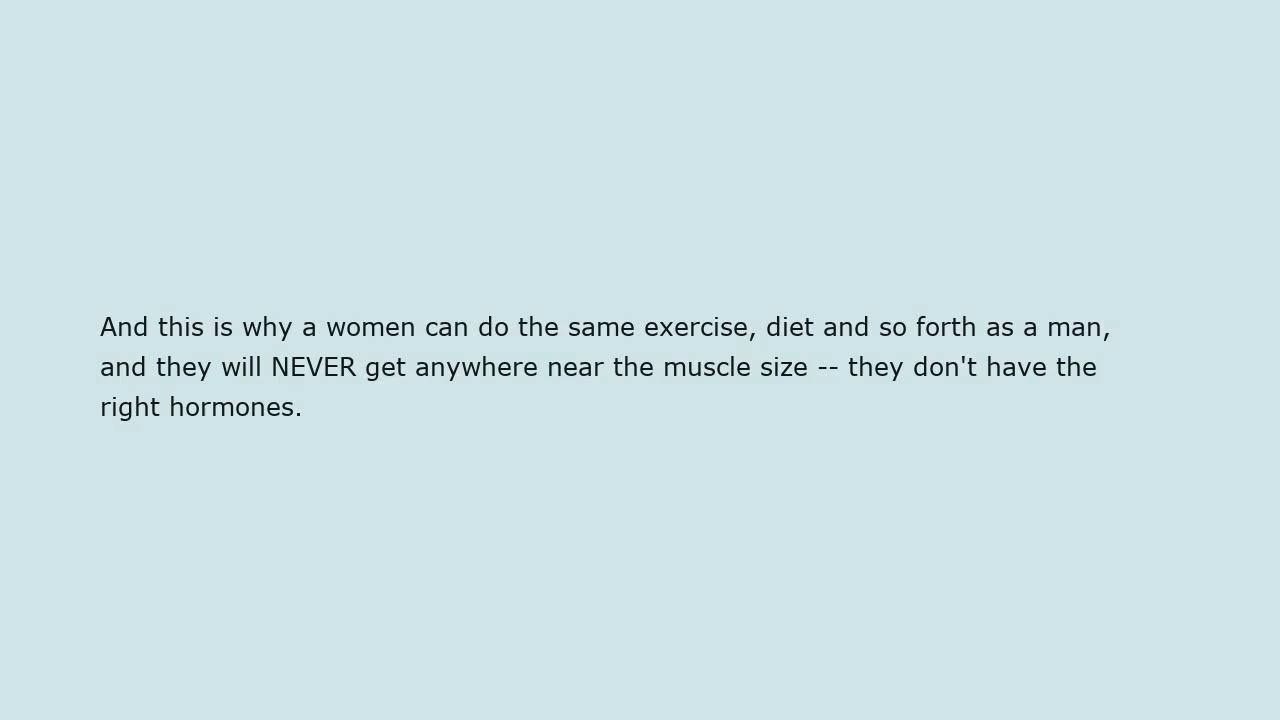 And this is why a women can do the same exercise, diet and so forth as a man,
and they will NEVER get anywhere near the muscle size -- they don't have the
right hormones.